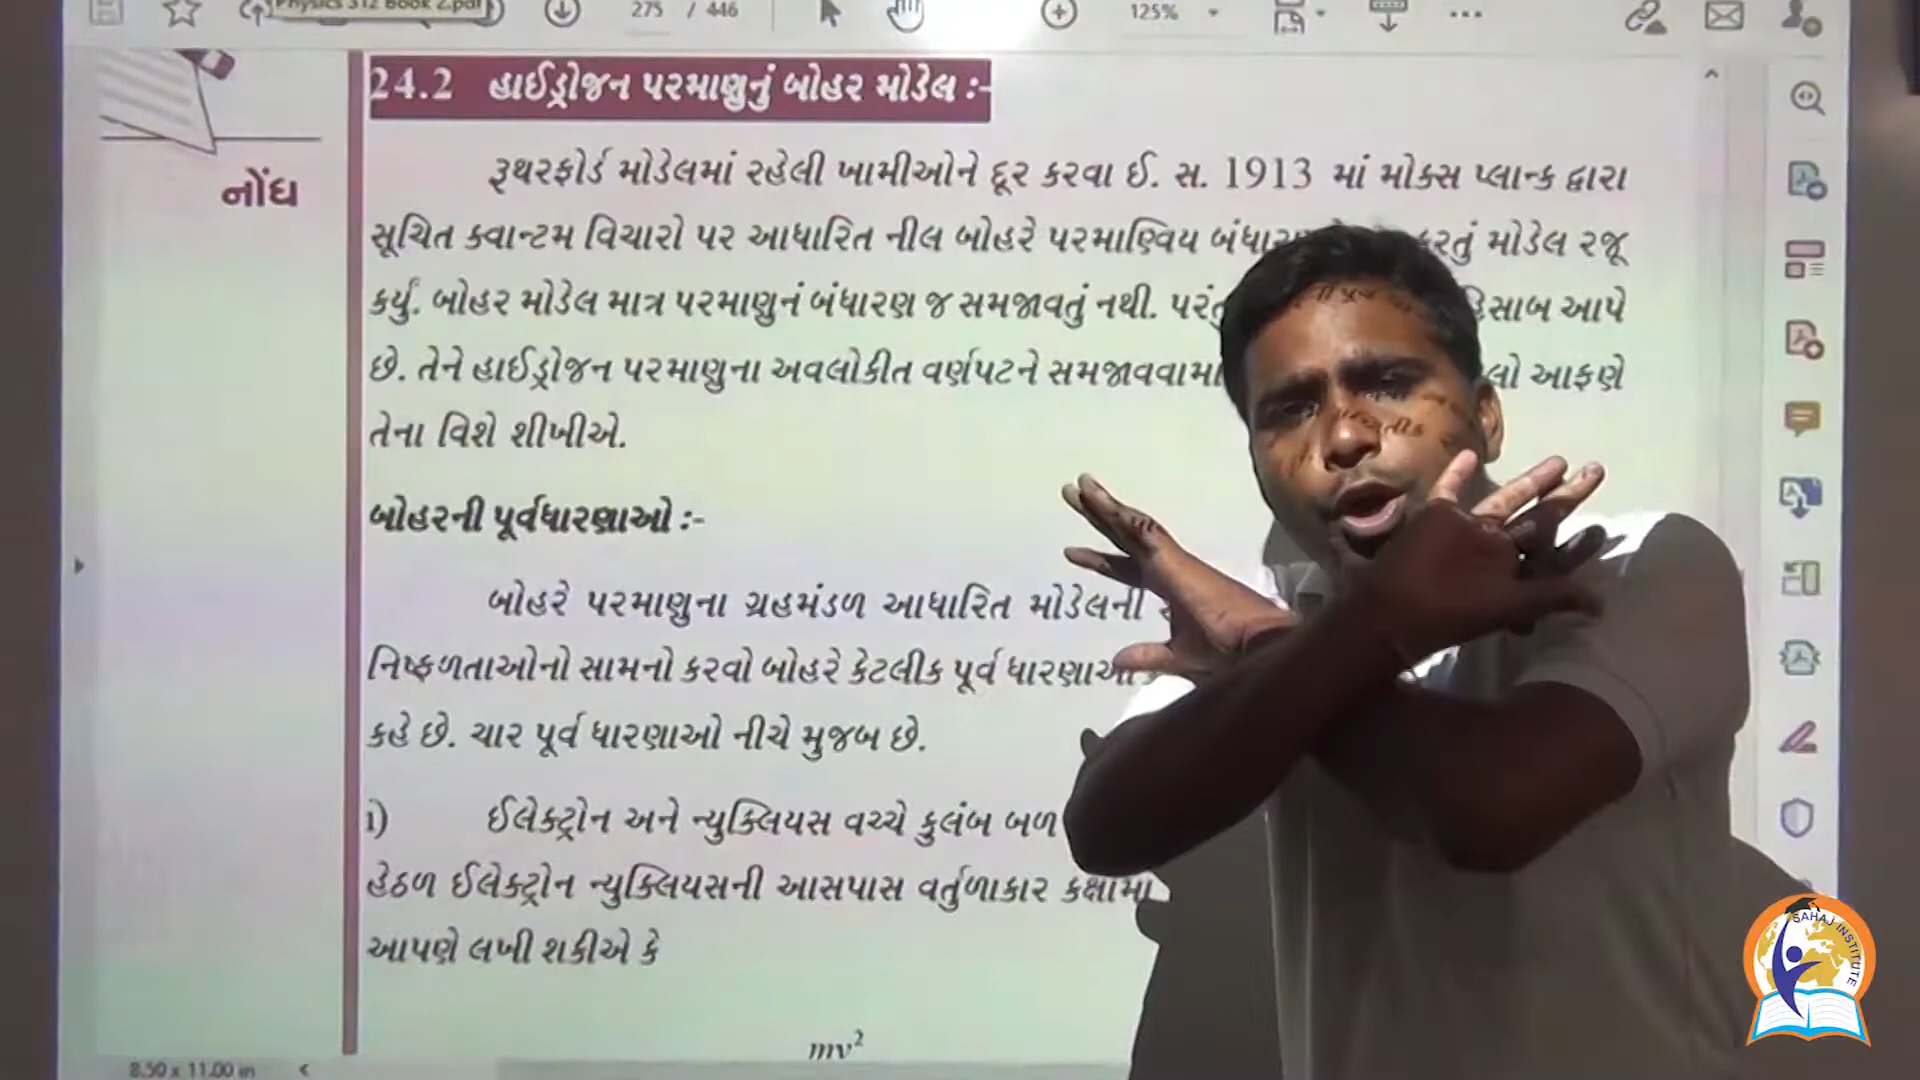 Physics 312 Book 2.pdf
275 / 446
125%
24.2 હાઈડ્રોજન પરમાણુનું બોહર મોડેલ :-
નોંધ
રૂથરફોર્ડ મોડેલમાં રહેલી ખામીઓને દૂર કરવા ઈ. સ. 1913 માં મોક્સ પ્લાન્ક દ્વારા
સૂચિત ક્વાન્ટમ વિચારો પર આધારિત નીલ બોહરે પરમાણ્વિય મોડેલ રજૂ
કર્યું. બોહર મોડેલ માત્ર પરમાણુનં બંધારણ જ સમજાવતું નથી. પરંતુ આપે
છે. તેને હાઈડ્રોજન પરમાણુના અવલોકીત વર્ણપટને આફણે
તેના વિશે શીખીએ.
બોહરની પૂર્વધારણાઓ :-
બોહરે પરમાણુના ગ્રહમંડળ આધારિત મોડેલની
નિષ્ફળતાઓનો સામનો કરવો બોહરે કેટલીક પૂર્વ
કહે છે. ચાર પૂર્વ ધારણાઓ નીચે મુજબ છે.
i) ઈલેક્ટ્રોન અને ન્યુક્લિયસ વચ્ચે કુલંબ બળ
હેઠળ ઈલેક્ટ્રોન ન્યુક્લિયસની આસપાસ વર્તુળાકાર કક્ષામાં
આપણે લખી શકીએ કે
mv²
8.50 x 11.00 in
SAHAJ INSTITUTE